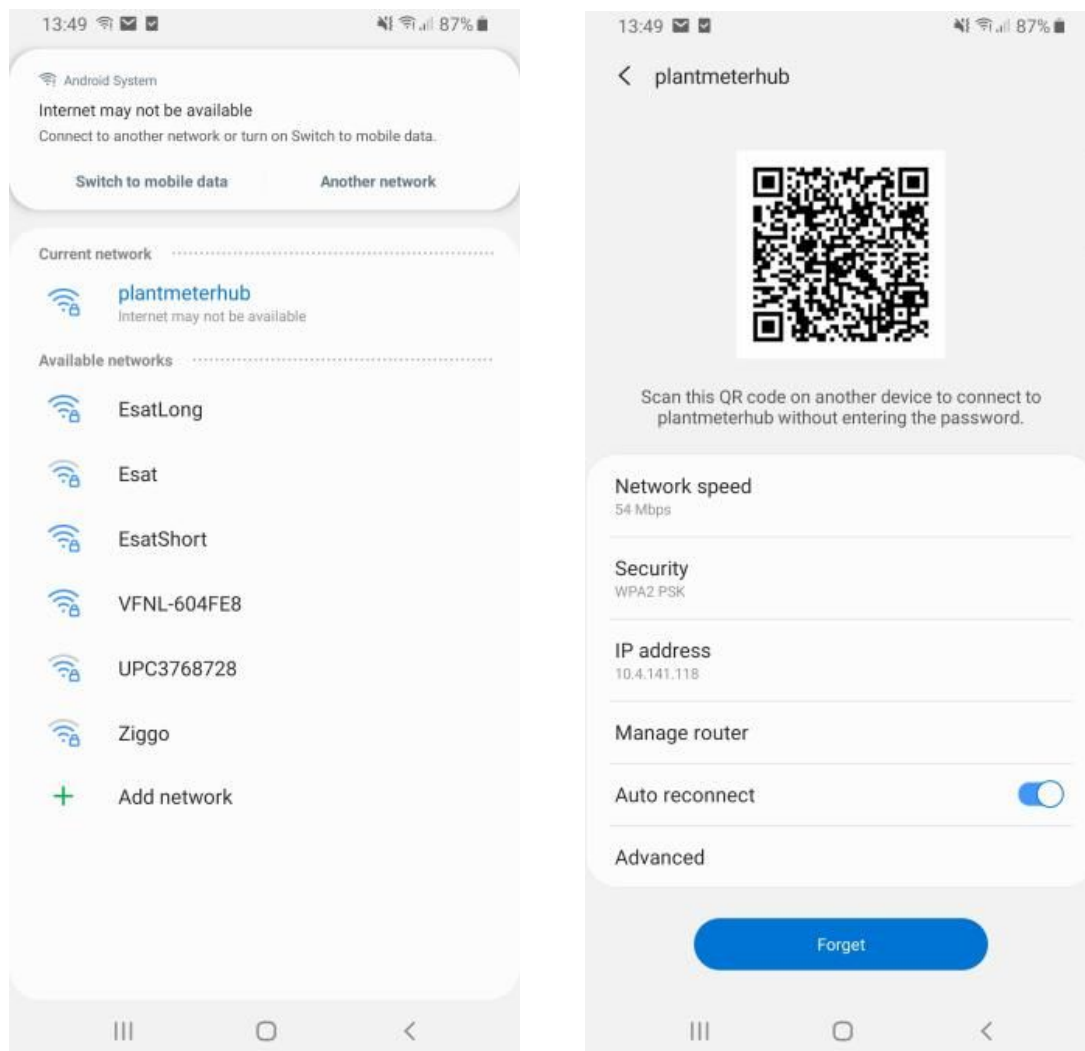 13:49 87%
Android System
Internet may not be available
Connect to another network or turn on Switch to mobile data.
Switch to mobile data Another network
Current network
plantmeterhub
Internet may not be available
Available networks
EsatLong
Esat
EsatShort
VFNL-604FE8
UPC3768728
Ziggo
Add network
13:49 87%
plantmeterhub
Scan this QR code on another device to connect to
plantmeterhub without entering the password.
Network speed
54 Mbps
Security
WPA2 PSK
IP address
10.4.141.118
Manage router
Auto reconnect
Advanced
Forget